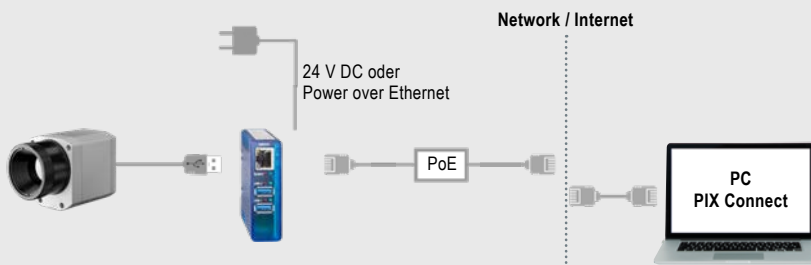 Network / Internet
24 V DC oder
Power over Ethernet
PoE
PC
PIX Connect